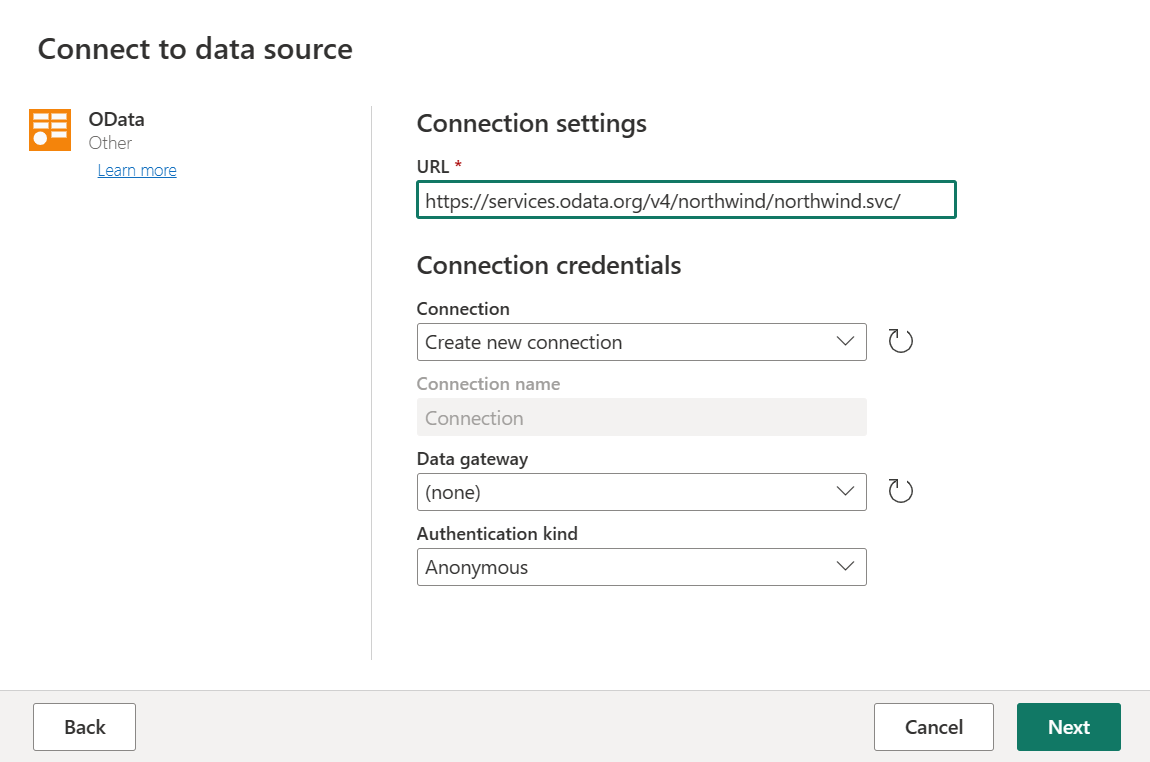 Connect to data source
OData
Other
Learn more
Connection settings
URL *
https://services.odata.org/v4/northwind/northwind.svc/
Connection credentials
Connection
Create new connection
Connection name
Connection
Data gateway
(none)
Authentication kind
Anonymous
Back
Cancel
Next